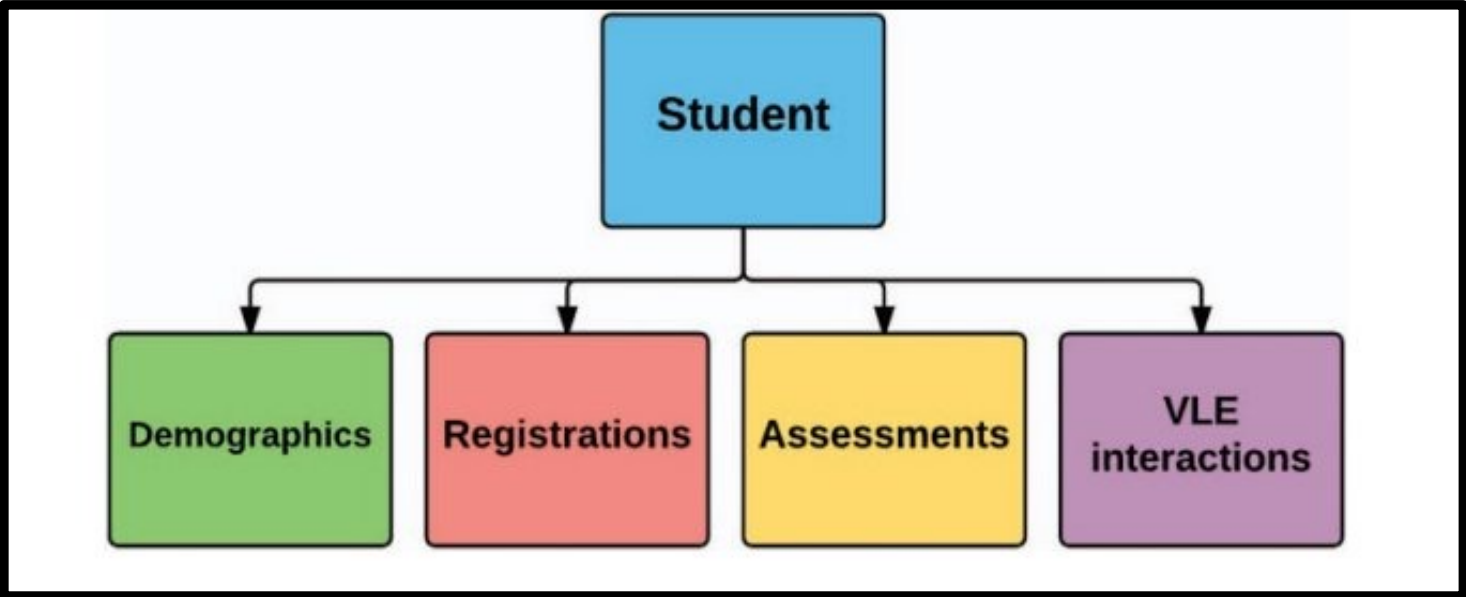 Student
Demographics
Registrations
Assessments
VLE
interactions